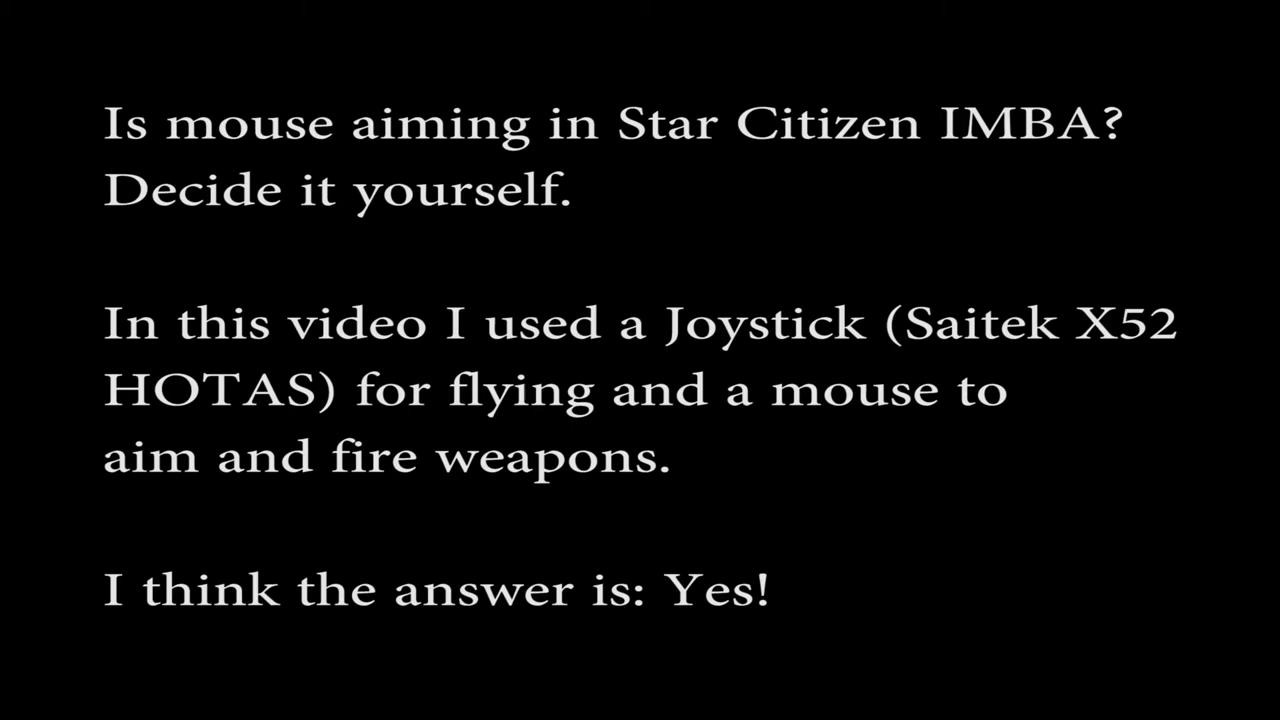 Is mouse aiming in Star Citizen IMBA?
Decide it yourself.
In this video I used a Joystick (Saitek X52
HOTAS) for flying and a mouse to
aim and fire weapons.
I think the answer is: Yes!